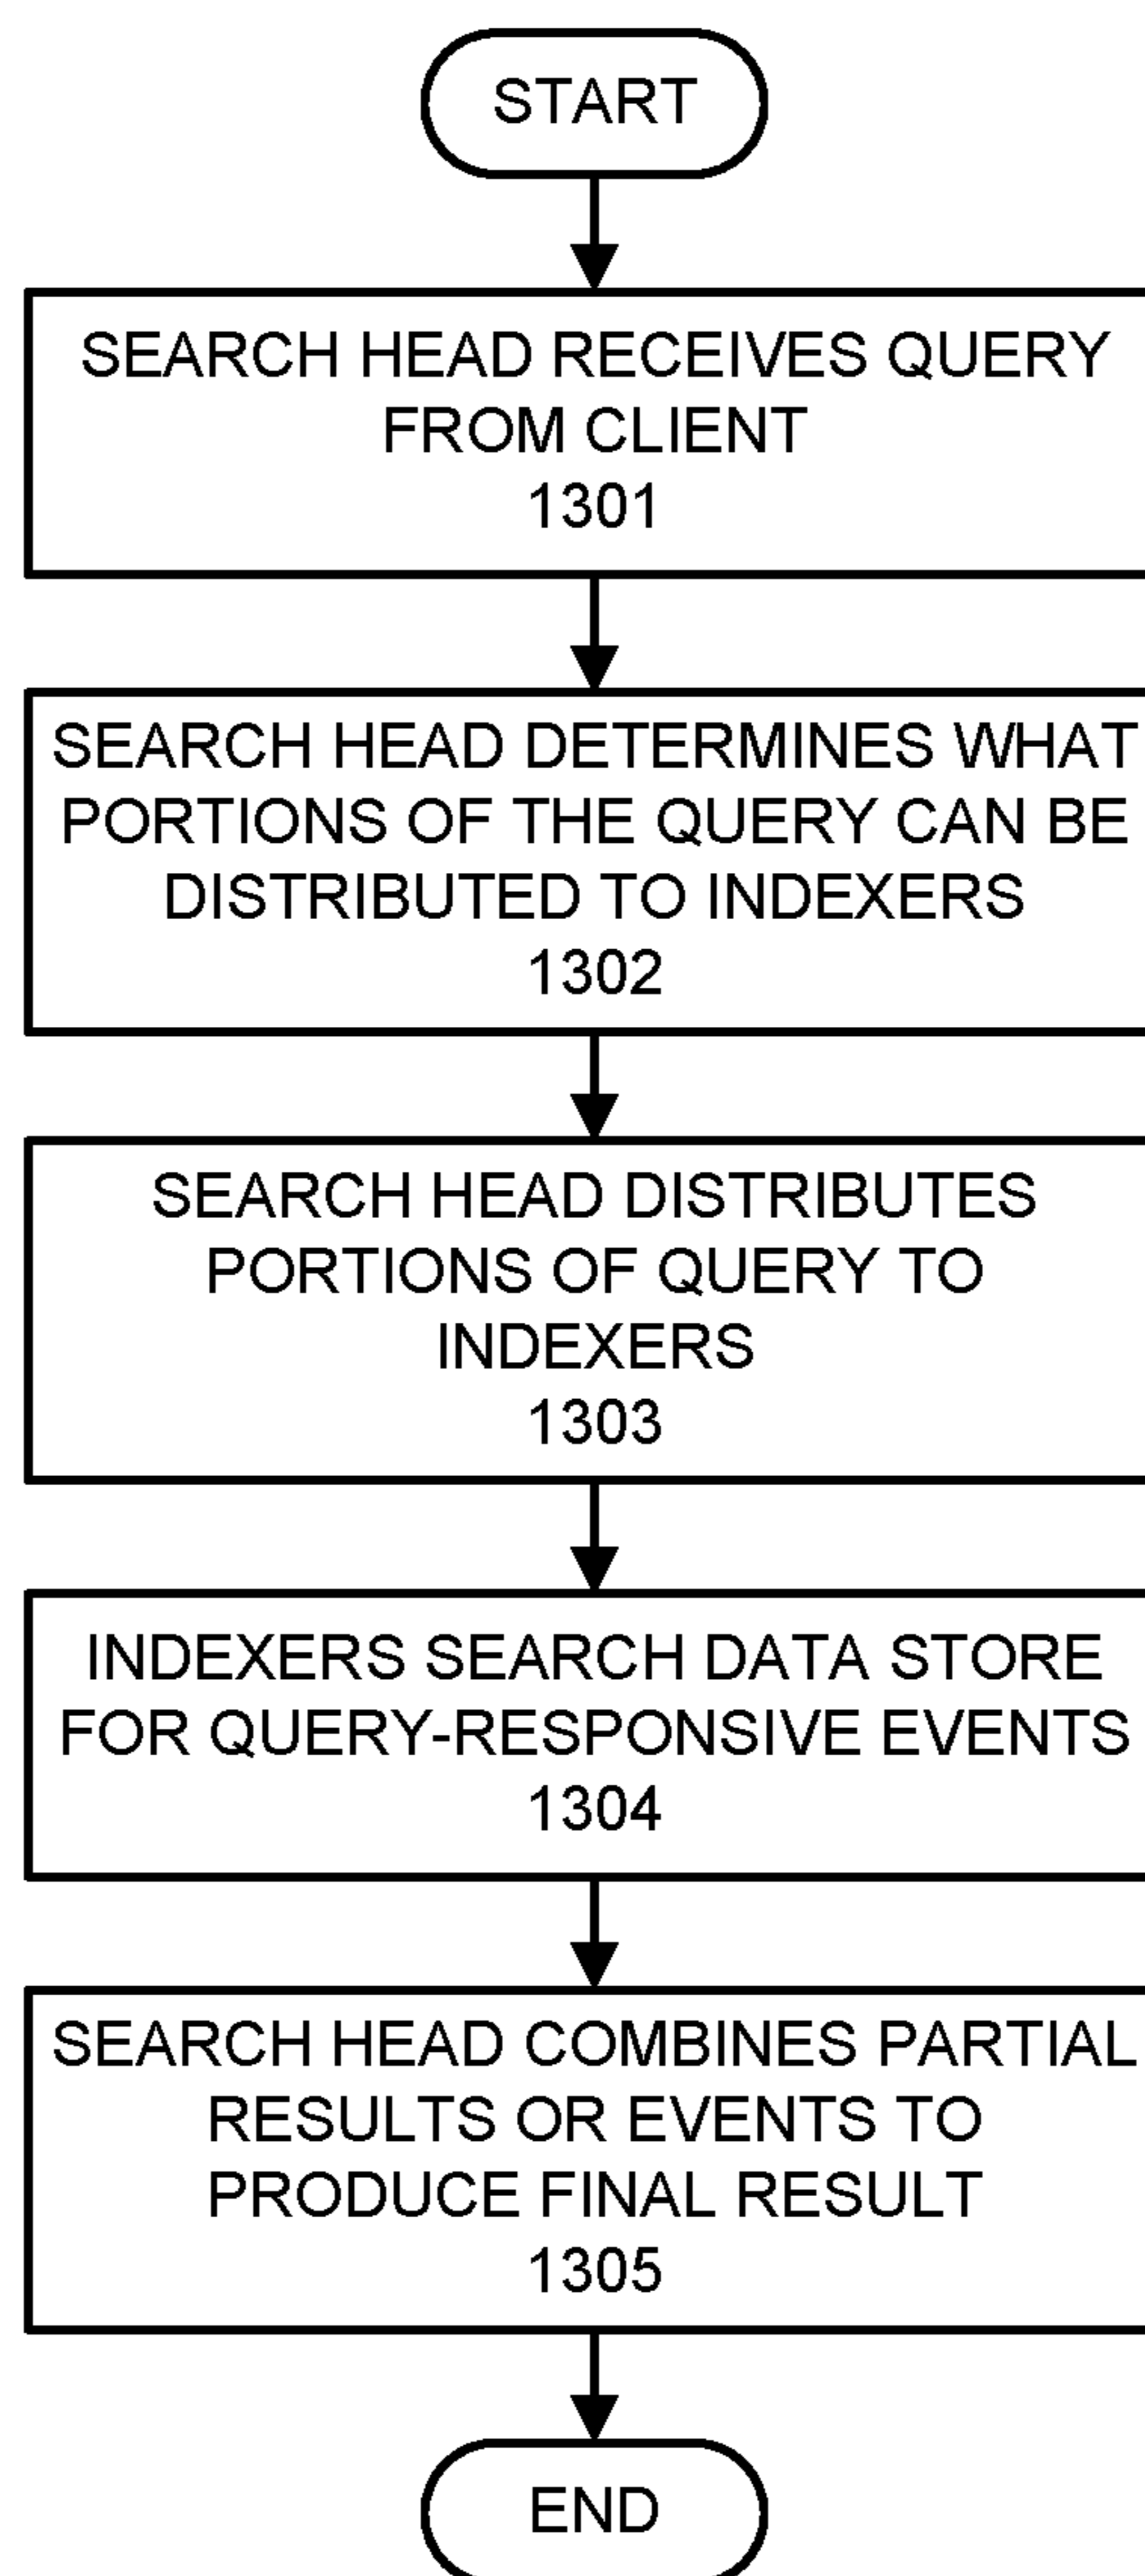 START
SEARCH HEAD RECEIVES QUERY
FROM CLIENT
1301
SEARCH HEAD DETERMINES WHAT
PORTIONS OF THE QUERY CAN BE
DISTRIBUTED TO INDEXERS
1302
SEARCH HEAD DISTRIBUTES
PORTIONS OF QUERY TO
INDEXERS
1303
INDEXERS SEARCH DATA STORE
FOR QUERY-RESPONSIVE EVENTS
1304
SEARCH HEAD COMBINES PARTIAL
RESULTS OR EVENTS TO
PRODUCE FINAL RESULT
1305
END